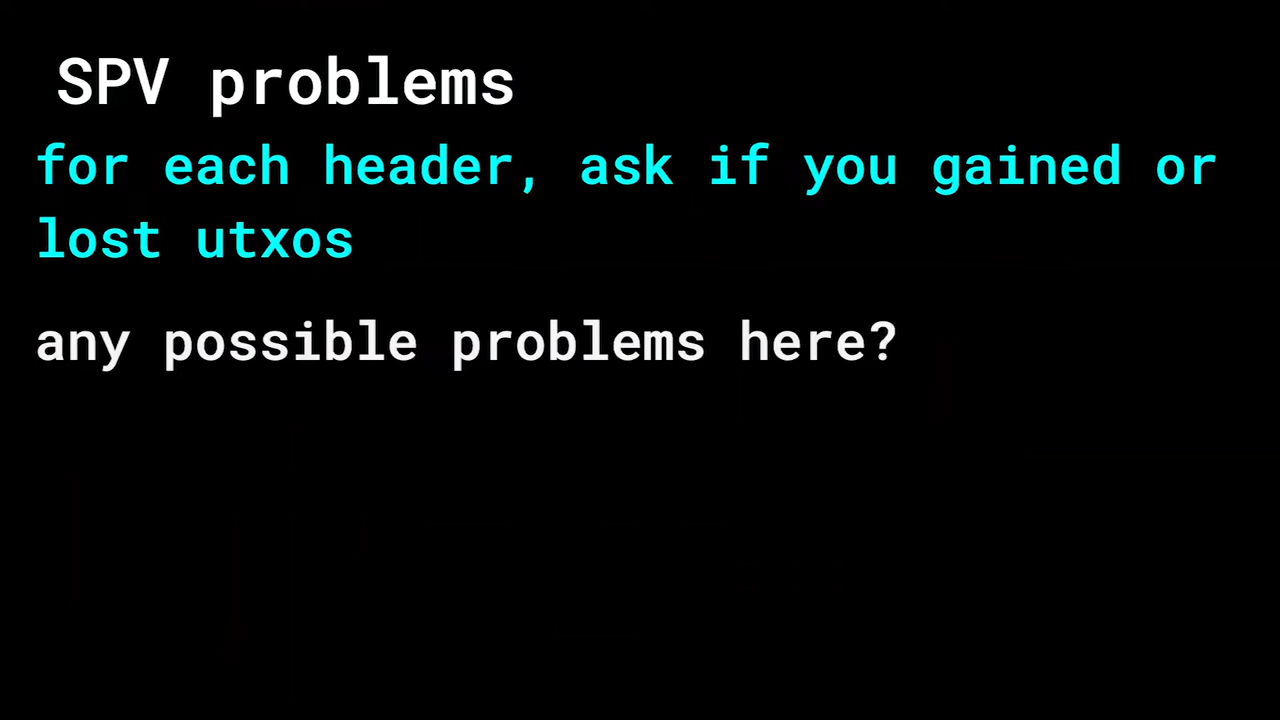 SPV problems
for each header, ask if you gained or
lost utxos
any possible problems here?